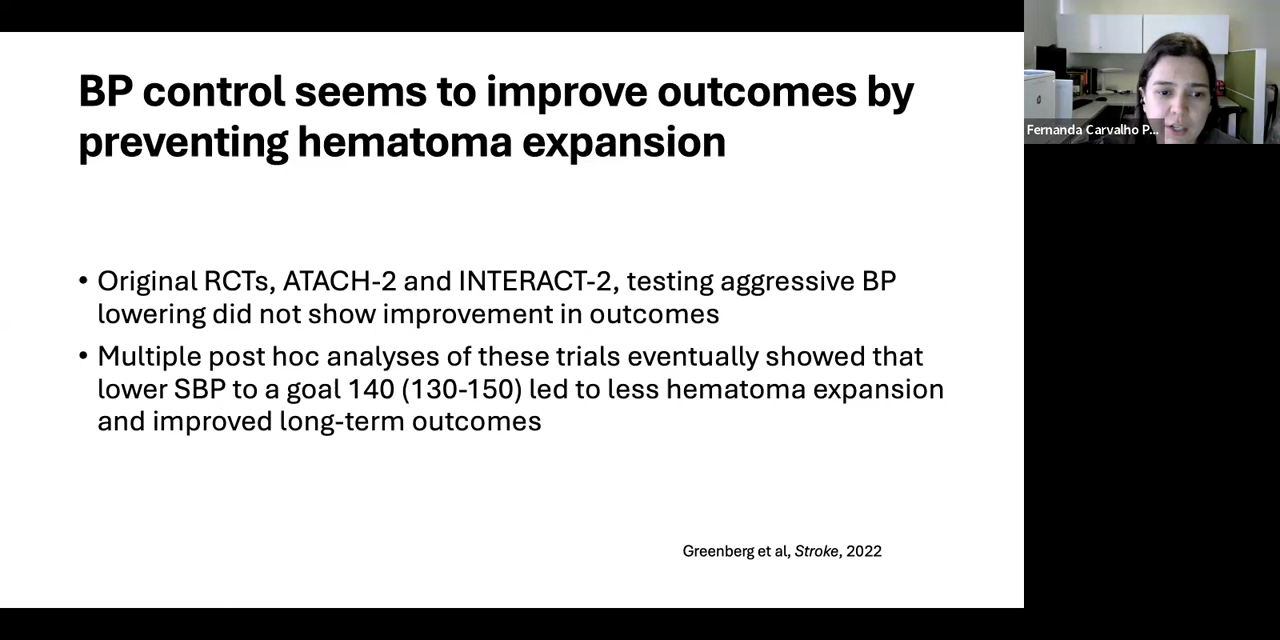 BP control seems to improve outcomes by
preventing hematoma expansion
• Original RCTs, ATACH-2 and INTERACT-2, testing aggressive BP
lowering did not show improvement in outcomes
• Multiple post hoc analyses of these trials eventually showed that
lower SBP to a goal 140 (130-150) led to less hematoma expansion
and improved long-term outcomes
Greenberg et al, Stroke, 2022
Fernanda Carvalho P...